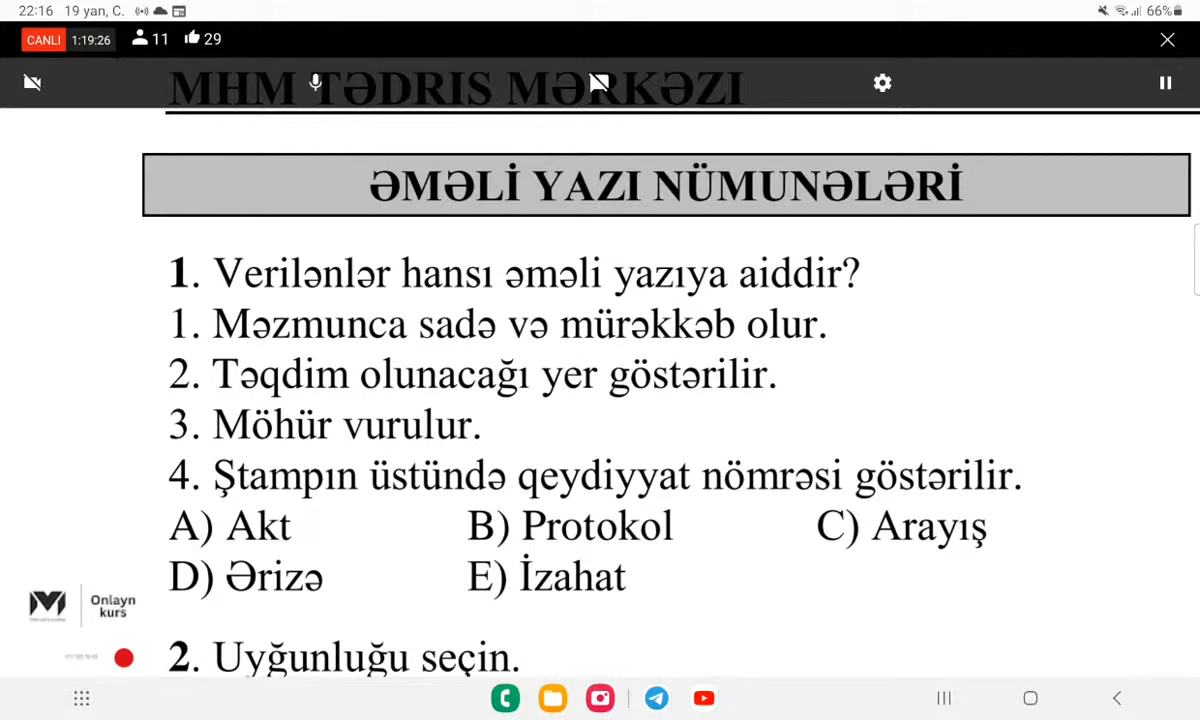 22:16 19 yan, C. 66%
CANLI 1:19:26 11 29
MHM TƏDRIS MƏRKƏZI
ƏMƏLİ YAZI NÜMUNƏLƏRİ
1. Verilənlər hansı əməli yazıya aiddir?
1. Məzmunca sadə və mürəkkəb olur.
2. Təqdim olunacağı yer göstərilir.
3. Möhür vurulur.
4. Ştampın üstündə qeydiyyat nömrəsi göstərilir.
A) Akt B) Protokol C) Arayış
D) Ərizə E) İzahat
Onlayn
kurs
2. Uyğunluğu seçin.